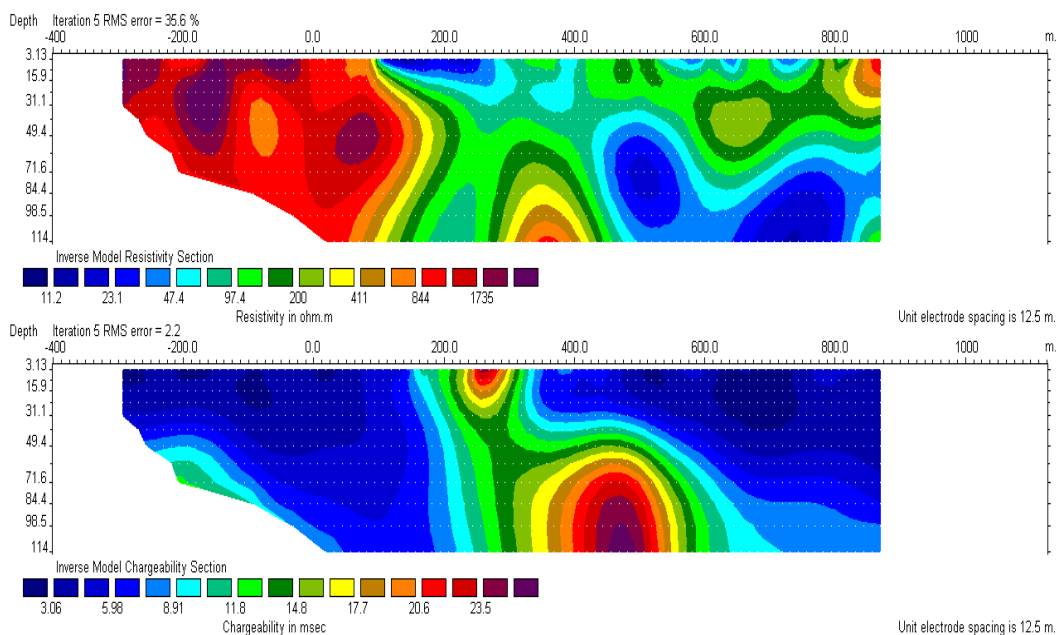 Depth Iteration 5 RMS error = 35.6 %
-400 -200.0 0.0 200.0 400.0 600.0 800.0 1000 m.
3.13
15.9
31.1
49.4
71.6
84.4
98.5
114.
Inverse Model Resistivity Section
11.2 23.1 47.4 97.4 200 411 844 1735
Resistivity in ohm.m
Unit electrode spacing is 12.5 m.
Depth Iteration 5 RMS error = 2.2
-400 -200.0 0.0 200.0 400.0 600.0 800.0 1000 m.
3.13
15.9
31.1
49.4
71.6
84.4
98.5
114.
Inverse Model Chargeability Section
3.06 5.98 8.91 11.8 14.8 17.7 20.6 23.5
Chargeability in msec
Unit electrode spacing is 12.5 m.